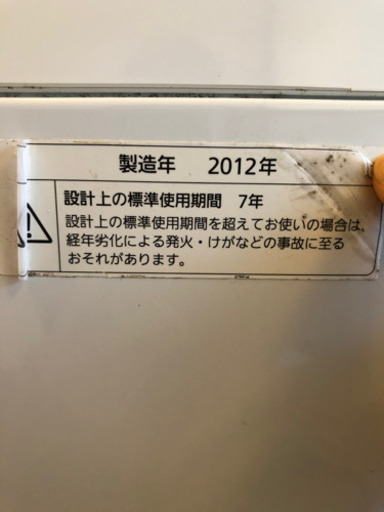 製造年 2012年
設計上の標準使用期間 7年
設計上の標準使用期間を超えてお使いの場合は、
経年劣化による発火・けがなどの事故に至る
おそれがあります。